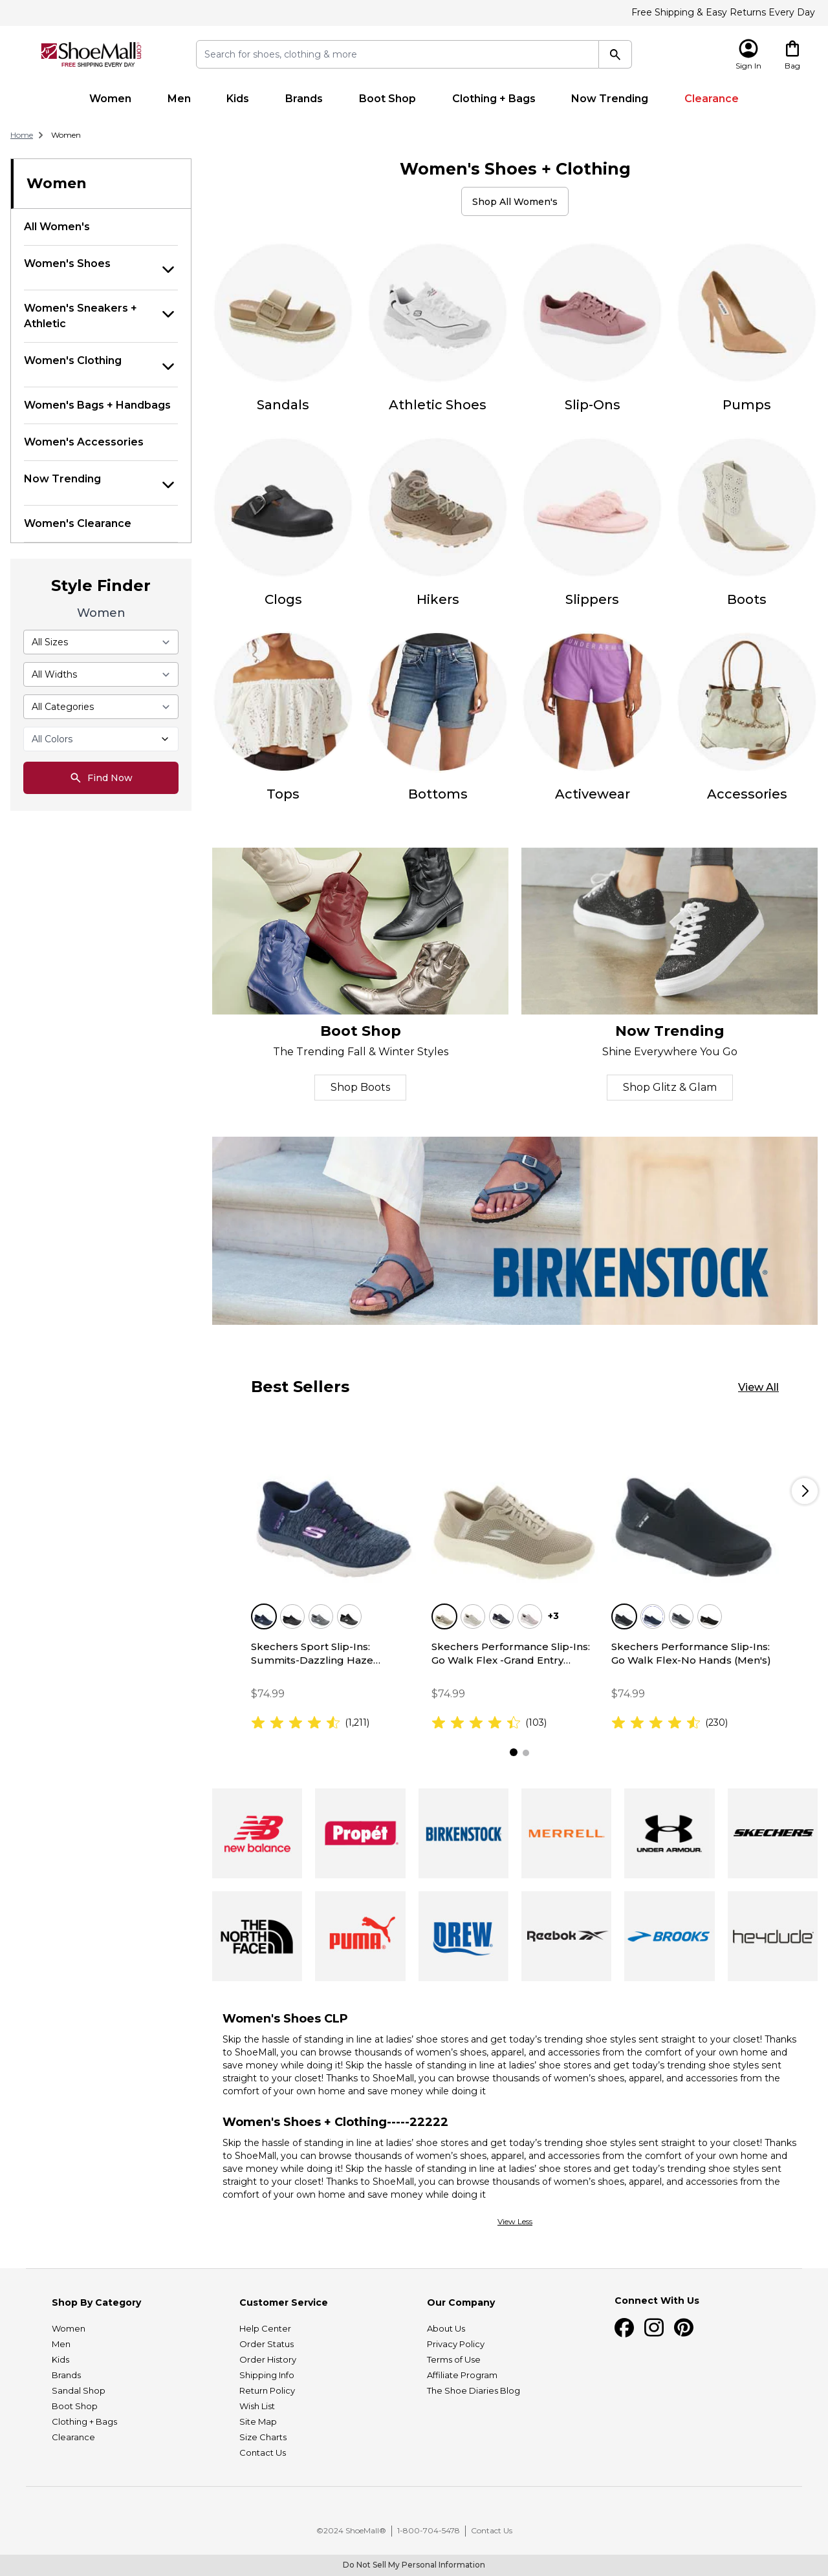 Free Shipping & Easy Returns Every Day
ShoeMall.com
FREE SHIPPING EVERY DAY
Search for shoes, clothing & more
Sign In
Bag
Women
Men
Kids
Brands
Boot Shop
Clothing + Bags
Now Trending
Clearance
Home
Women
Women
All Women's
Women's Shoes
Women's Sneakers +
Athletic
Women's Clothing
Women's Bags + Handbags
Women's Accessories
Now Trending
Women's Clearance
Style Finder
Women
All Sizes
All Widths
All Categories
All Colors
Find Now
Women's Shoes + Clothing
Shop All Women's
Sandals
Athletic Shoes
Slip-Ons
Pumps
Clogs
Hikers
Slippers
Boots
Tops
Bottoms
Activewear
Accessories
Boot Shop
The Trending Fall & Winter Styles
Shop Boots
Now Trending
Shine Everywhere You Go
Shop Glitz & Glam
BIRKENSTOCK®
Best Sellers
View All
+3
Skechers Sport Slip-Ins:
Summits-Dazzling Haze...
$74.99
(1,211)
Skechers Performance Slip-Ins:
Go Walk Flex -Grand Entry...
$74.99
(103)
Skechers Performance Slip-Ins:
Go Walk Flex-No Hands (Men's)
$74.99
(230)
new balance
Propét
BIRKENSTOCK
MERRELL
UNDER ARMOUR
SKECHERS
THE
NORTH
FACE
PUMA
DREW
Reebok
BROOKS
heydude
Women's Shoes CLP
Skip the hassle of standing in line at ladies’ shoe stores and get today’s trending shoe styles sent straight to your closet! Thanks
to ShoeMall, you can browse thousands of women’s shoes, apparel, and accessories from the comfort of your own home and
save money while doing it! Skip the hassle of standing in line at ladies’ shoe stores and get today’s trending shoe styles sent
straight to your closet! Thanks to ShoeMall, you can browse thousands of women’s shoes, apparel, and accessories from the
comfort of your own home and save money while doing it
Women's Shoes + Clothing-----22222
Skip the hassle of standing in line at ladies’ shoe stores and get today’s trending shoe styles sent straight to your closet! Thanks
to ShoeMall, you can browse thousands of women’s shoes, apparel, and accessories from the comfort of your own home and
save money while doing it! Skip the hassle of standing in line at ladies’ shoe stores and get today’s trending shoe styles sent
straight to your closet! Thanks to ShoeMall, you can browse thousands of women’s shoes, apparel, and accessories from the
comfort of your own home and save money while doing it
View Less
Shop By Category
Women
Men
Kids
Brands
Sandal Shop
Boot Shop
Clothing + Bags
Clearance
Customer Service
Help Center
Order Status
Order History
Shipping Info
Return Policy
Wish List
Site Map
Size Charts
Contact Us
Our Company
About Us
Privacy Policy
Terms of Use
Affiliate Program
The Shoe Diaries Blog
Connect With Us
©2024 ShoeMall®
1-800-704-5478
Contact Us
Do Not Sell My Personal Information